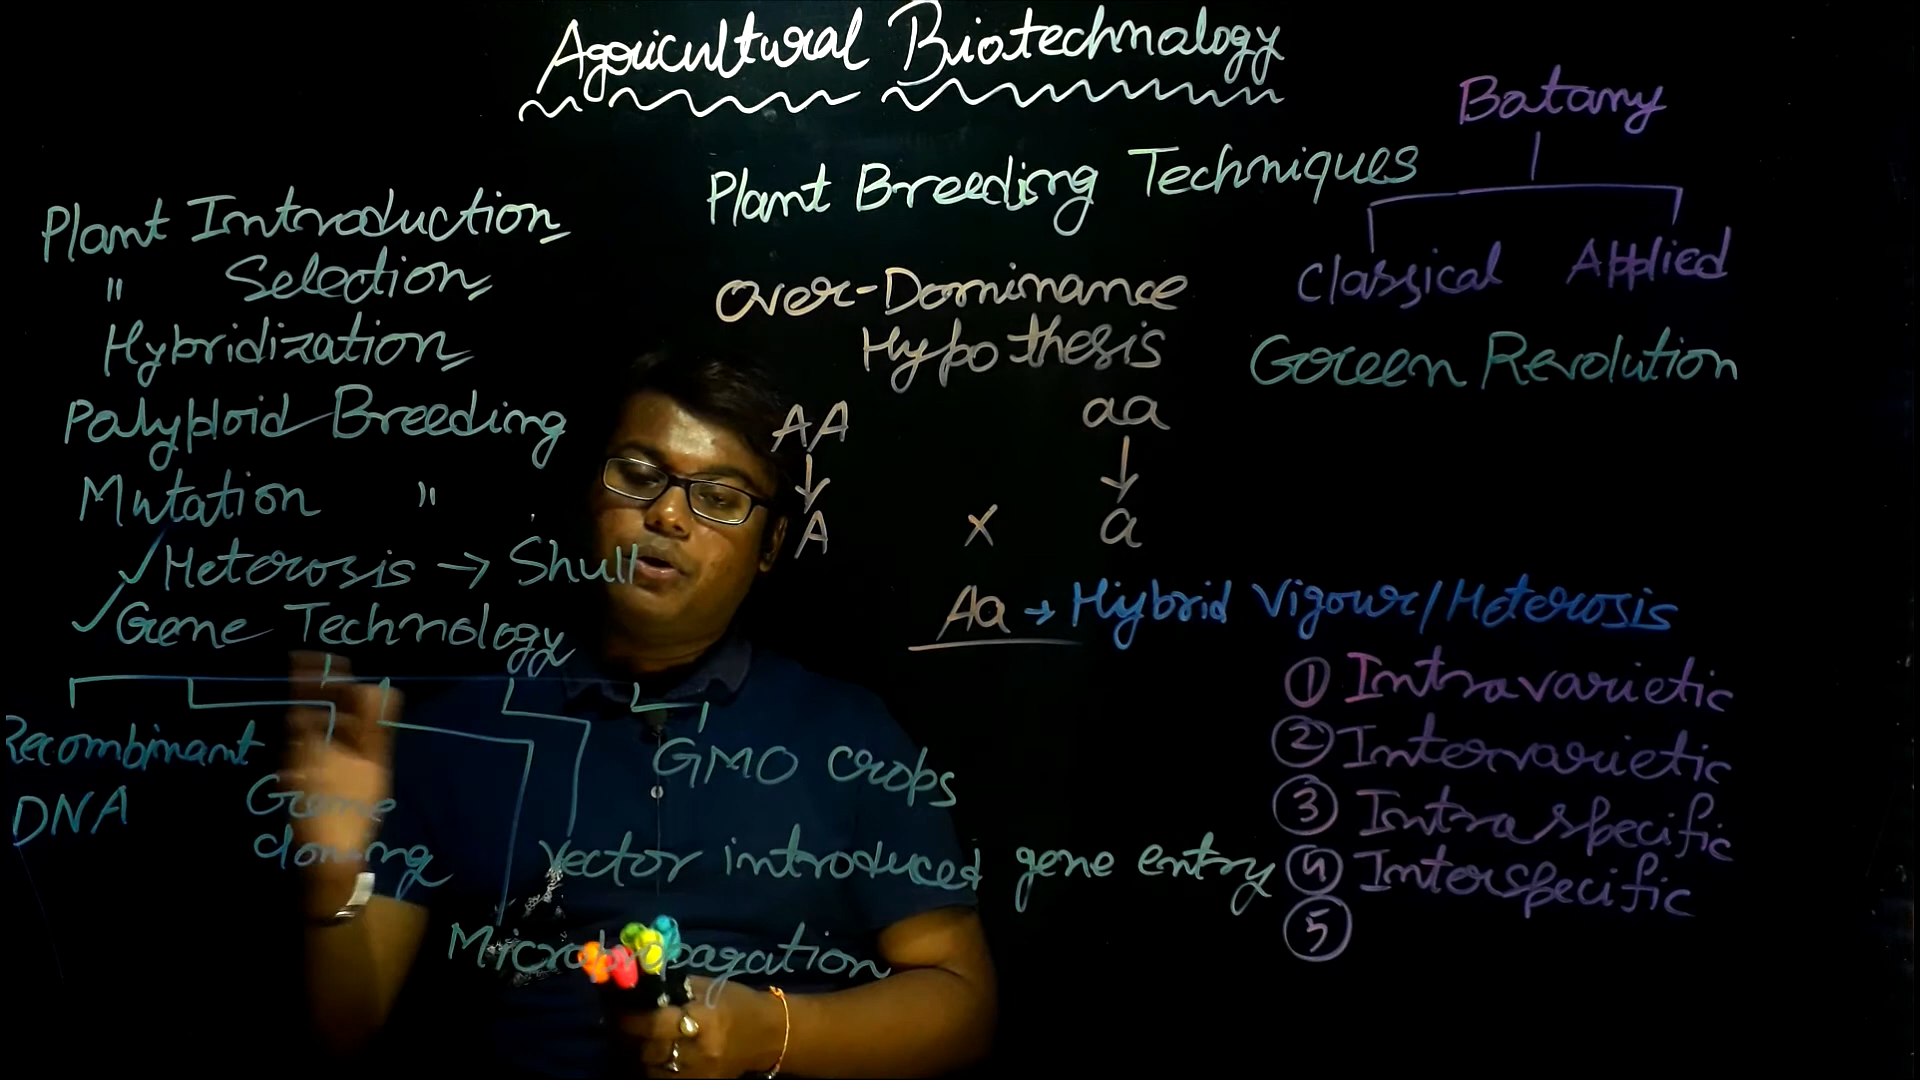 Agricultural Biotechnology
Plant Breeding Techniques
Plant Introduction
" Selection
Hybridization
Polyploid Breeding
Mutation "
✓ Heterosis → Shull
✓ Gene Technology
Recombinant
DNA
Gene
cloning
Micropropagation
Vector introduced gene entry
GMO crops
Over-Dominance
Hypothesis
AA aa
↓ ↓
A X a
Aa → Hybrid Vigour/Heterosis
Botany
Classical Applied
Green Revolution
① Intravarietic
② Intervarietic
③ Intraspecific
④ Interspecific
⑤